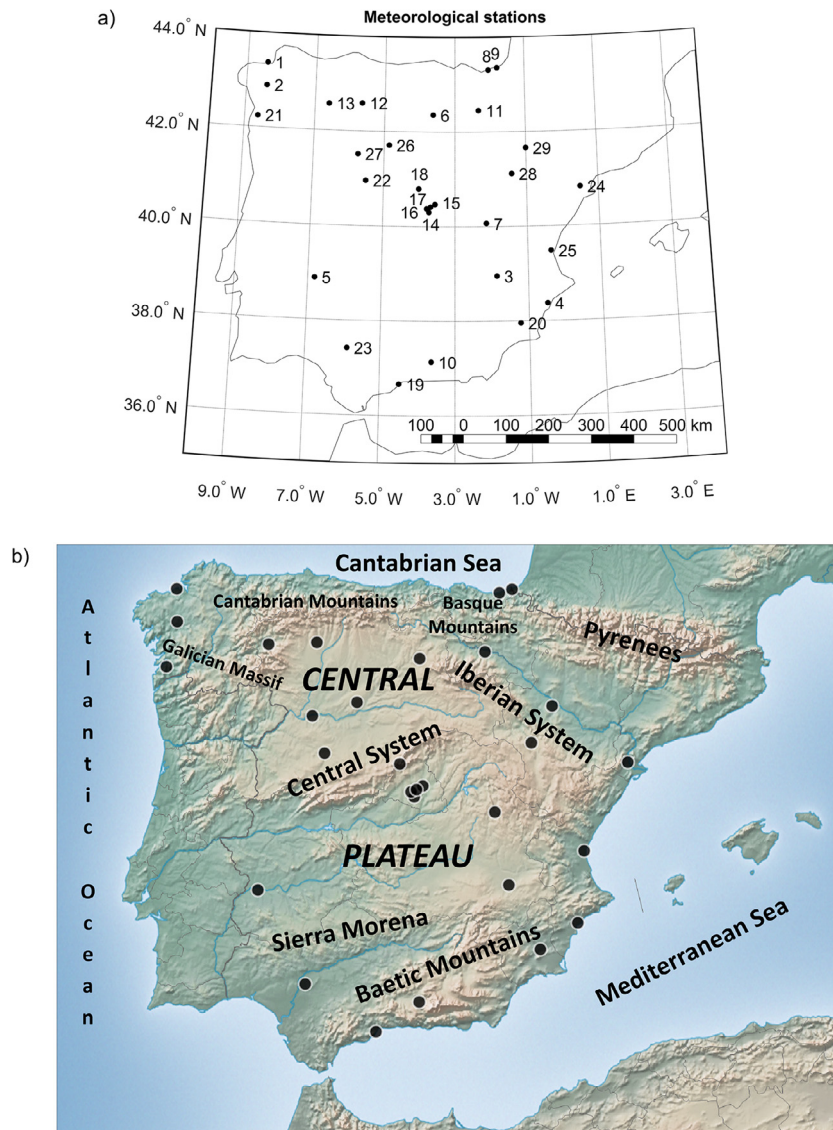 a)
Meteorological stations
44.0° N
42.0° N
40.0° N
38.0° N
36.0° N
1
2
21
13
12
6
11
8
9
29
28
24
26
27
22
18
17
16
15
14
7
25
5
3
4
20
23
10
19
100 0 100 200 300 400 500 km
9.0° W 7.0° W 5.0° W 3.0° W 1.0° W 1.0° E 3.0° E
b)
Cantabrian Sea
Atlantic Ocean
Cantabrian Mountains
Basque
Mountains
Pyrenees
Galician Massif
CENTRAL
Iberian System
Central System
PLATEAU
Sierra Morena
Baetic Mountains
Mediterranean Sea